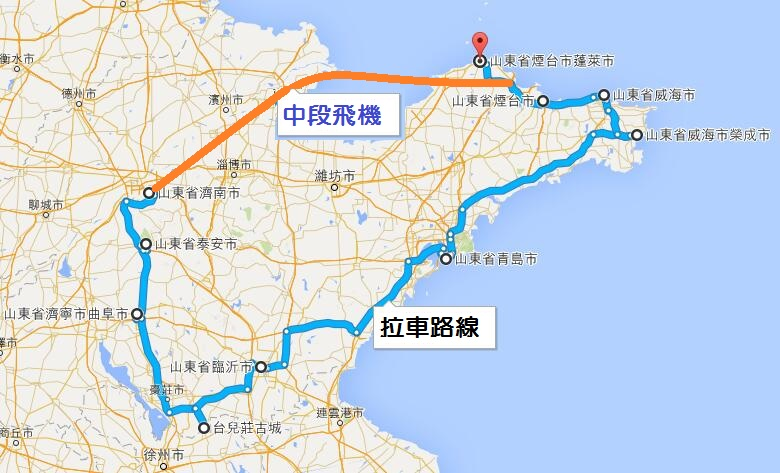 衡水市
德州市
濱州市
中段飛機
山東省煙台市蓬萊市
山東省煙台市
山東省威海市
山東省威海市榮成市
淄博市
濰坊市
山東省濟南市
聊城市
山東省泰安市
山東省青島市
山東省濟寧市曲阜市
拉車路線
山東省臨沂市
棗莊市
台兒莊古城
連雲港市
商丘市
徐州市